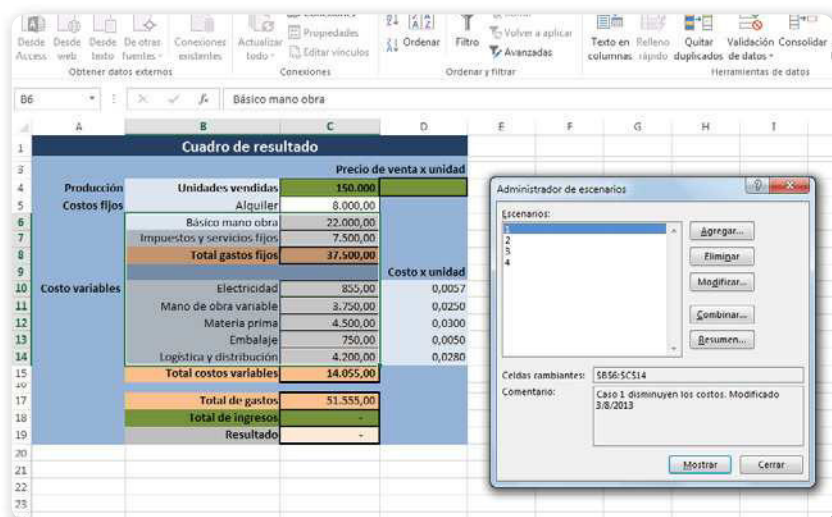 Propiedades
Editar vínculos
Desde Access
Desde web
Desde texto
De otras fuentes
Conexiones existentes
Actualizar todo
Ordenar
Filtro
Volver a aplicar
Avanzadas
Texto en columnas
Relleno rápido
Quitar duplicados
Validación de datos
Consolidar
Obtener datos externos
Conexiones
Ordenar y filtrar
Herramientas de datos
B6 fx Básico mano obra
A B C D E F G H I
1 Cuadro de resultado
3 Precio de venta x unidad
4 Producción Unidades vendidas 150.000
5 Costos fijos Alquiler 8.000,00
6 Básico mano obra 22.000,00
7 Impuestos y servicios fijos 7.500,00
8 Total gastos fijos 37.500,00
9 Costo x unidad
10 Costo variables Electricidad 855,00 0,0057
11 Mano de obra variable 3.750,00 0,0250
12 Materia prima 4.500,00 0,0300
13 Embalaje 750,00 0,0050
14 Logística y distribución 4.200,00 0,0280
15 Total costos variables 14.055,00
17 Total de gastos 51.555,00
18 Total de ingresos -
19 Resultado -
20
21
22
23
Administrador de escenarios
Escenarios:
1
2
3
4
Agregar...
Eliminar
Modificar...
Combinar...
Resumen...
Celdas cambiantes: $B$6:$C$14
Comentario: Caso 1 disminuyen los costos. Modificado
3/8/2013
Mostrar Cerrar